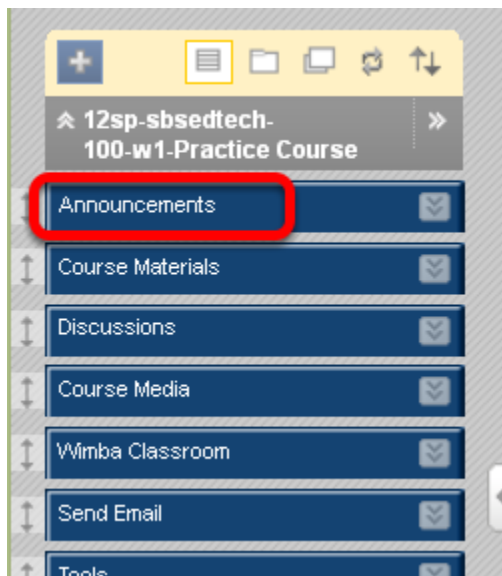 12sp-sbsedtech-
100-w1-Practice Course
Announcements
Course Materials
Discussions
Course Media
Wimba Classroom
Send Email
Tools